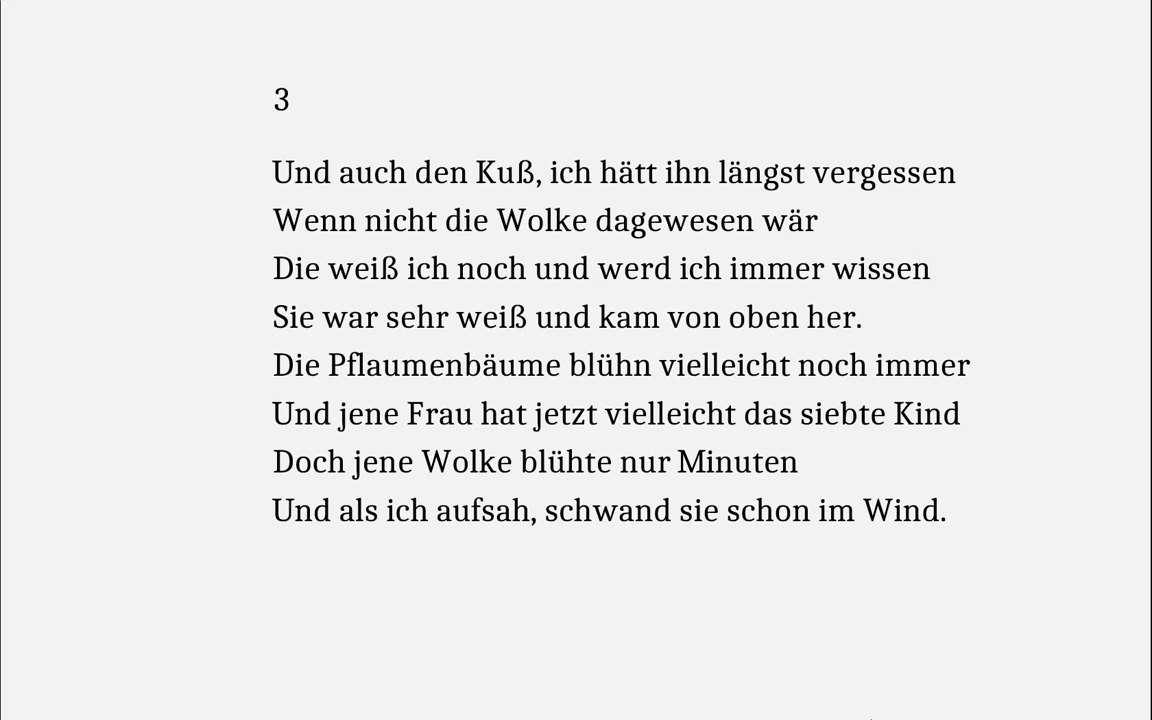 3
Und auch den Kuß, ich hätt ihn längst vergessen
Wenn nicht die Wolke dagewesen wär
Die weiß ich noch und werd ich immer wissen
Sie war sehr weiß und kam von oben her.
Die Pflaumenbäume blühn vielleicht noch immer
Und jene Frau hat jetzt vielleicht das siebte Kind
Doch jene Wolke blühte nur Minuten
Und als ich aufsah, schwand sie schon im Wind.